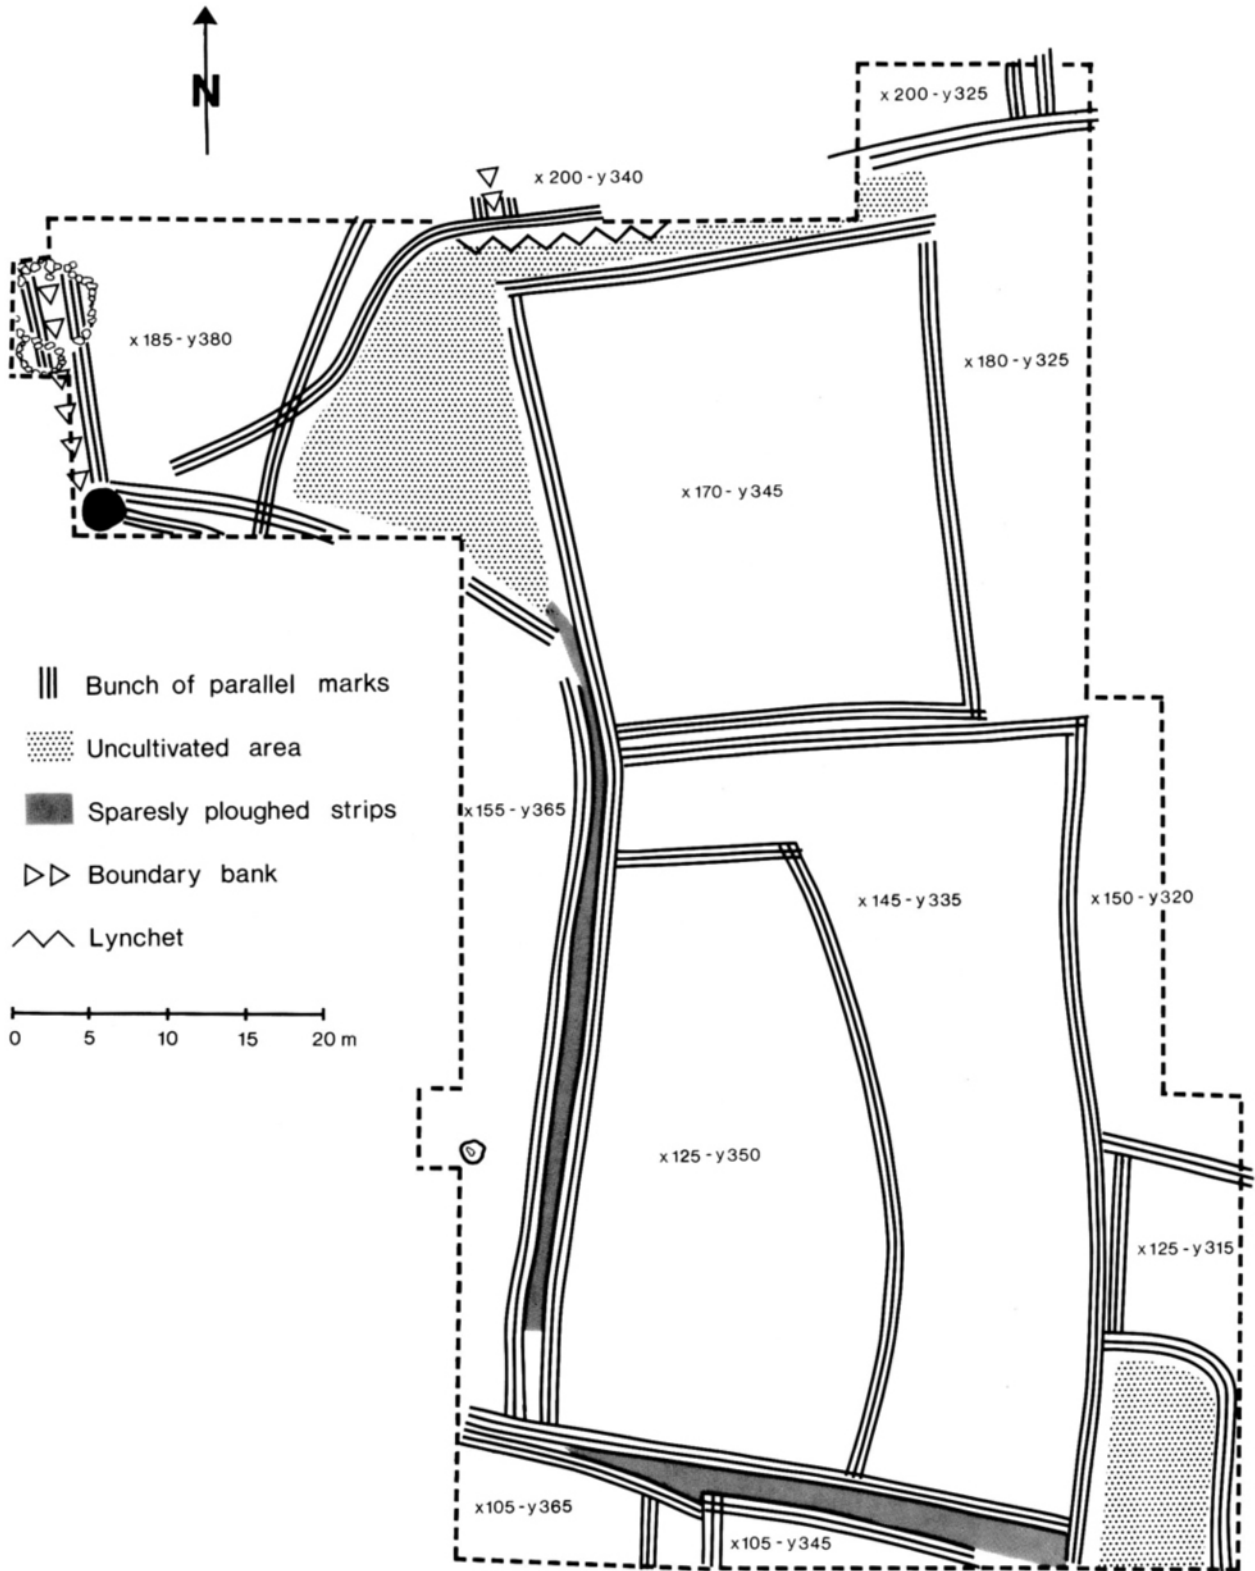 N
x 200 - y 325
x 200 - y 340
x 185 - y 380
x 180 - y 325
x 170 - y 345
Bunch of parallel marks
Uncultivated area
Sparesly ploughed strips
Boundary bank
Lynchet
0 5 10 15 20 m
x 155 - y 365
x 145 - y 335
x 150 - y 320
x 125 - y 350
x 125 - y 315
x 105 - y 365
x 105 - y 345